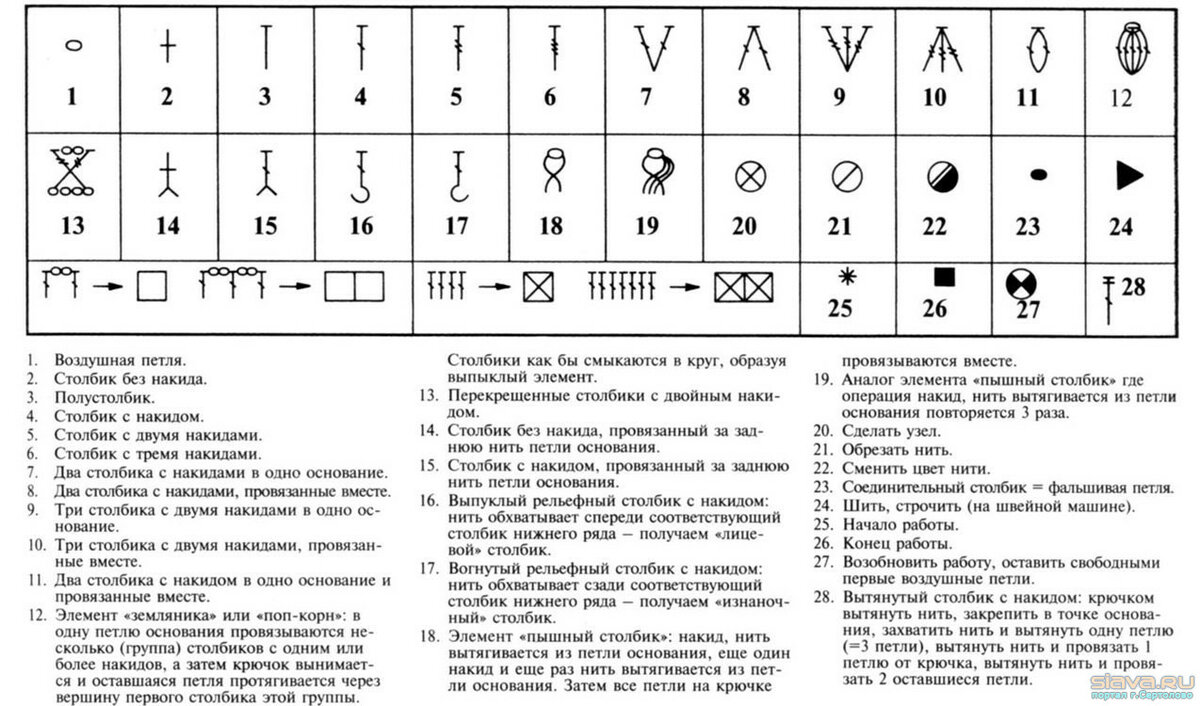 1 2 3 4 5 6 7 8 9 10 11 12
13 14 15 16 17 18 19 20 21 22 23 24
25 26 27 28
1. Воздушная петля.
2. Столбик без накида.
3. Полустолбик.
4. Столбик с накидом.
5. Столбик с двумя накидами.
6. Столбик с тремя накидами.
7. Два столбика с накидами в одно основание.
8. Два столбика с накидами, провязанные вместе.
9. Три столбика с двумя накидами в одно ос-
нование.
10. Три столбика с двумя накидами, провязан-
ные вместе.
11. Два столбика с накидом в одно основание и
провязанные вместе.
12. Элемент «земляника» или «поп-корн»: в
одну петлю основания провязываются не-
сколько (группа) столбиков с одним или
более накидов, а затем крючок вынимает-
ся и оставшаяся петля протягивается через
вершину первого столбика этой группы.
Столбики как бы смыкаются в круг, образуя
выпыклый элемент.
13. Перекрещенные столбики с двойным наки-
дом.
14. Столбик без накида, провязанный за зад-
нюю нить петли основания.
15. Столбик с накидом, провязанный за заднюю
нить петли основания.
16. Выпуклый рельефный столбик с накидом:
нить обхватывает спереди соответствующий
столбик нижнего ряда – получаем «лице-
вой» столбик.
17. Вогнутый рельефный столбик с накидом:
нить обхватывает сзади соответствующий
столбик нижнего ряда – получаем «изнаноч-
ный» столбик.
18. Элемент «пышный столбик»: накид, нить
вытягивается из петли основания, еще один
накид и еще раз нить вытягивается из пет-
ли основания. Затем все петли на крючке
провязываются вместе.
19. Аналог элемента «пышный столбик» где
операция накид, нить вытягивается из петли
основания повторяется 3 раза.
20. Сделать узел.
21. Обрезать нить.
22. Сменить цвет нити.
23. Соединительный столбик = фальшивая петля.
24. Шить, строчить (на швейной машине).
25. Начало работы.
26. Конец работы.
27. Возобновить работу, оставить свободными
первые воздушные петли.
28. Вытянутый столбик с накидом: крючком
вытянуть нить, закрепить в точке основа-
ния, захватить нить и вытянуть одну петлю
(=3 петли), вытянуть нить и провязать 1
петлю от крючка, вытянуть нить и провя-
зать 2 оставшиеся петли.
slava.RU
портал г.Сертолово